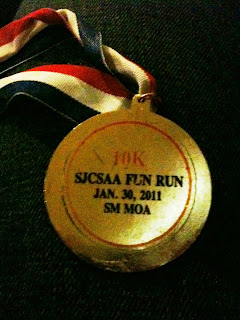 10K
SJCSAA FUN RUN
JAN. 30, 2011
SM MOA